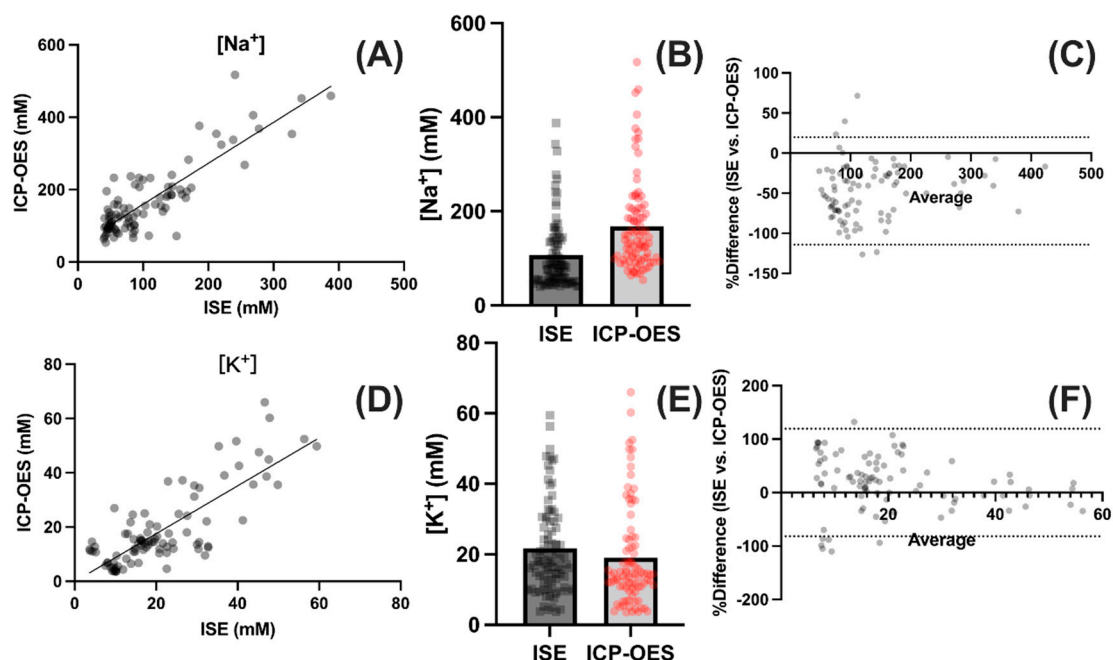 [Na⁺]
(A)
ICP-OES (mM)
600
400
200
0
0 100 200 300 400 500
ISE (mM)
(B)
[Na⁺] (mM)
600
400
200
0
ISE ICP-OES
(C)
%Difference (ISE vs. ICP-OES)
100
50
0
-50
-100
-150
100 200 300 400 500
Average
[K⁺]
(D)
ICP-OES (mM)
80
60
40
20
0
0 20 40 60 80
ISE (mM)
(E)
[K⁺] (mM)
80
60
40
20
0
ISE ICP-OES
(F)
%Difference (ISE vs. ICP-OES)
200
100
0
-100
-200
20 40 60
Average